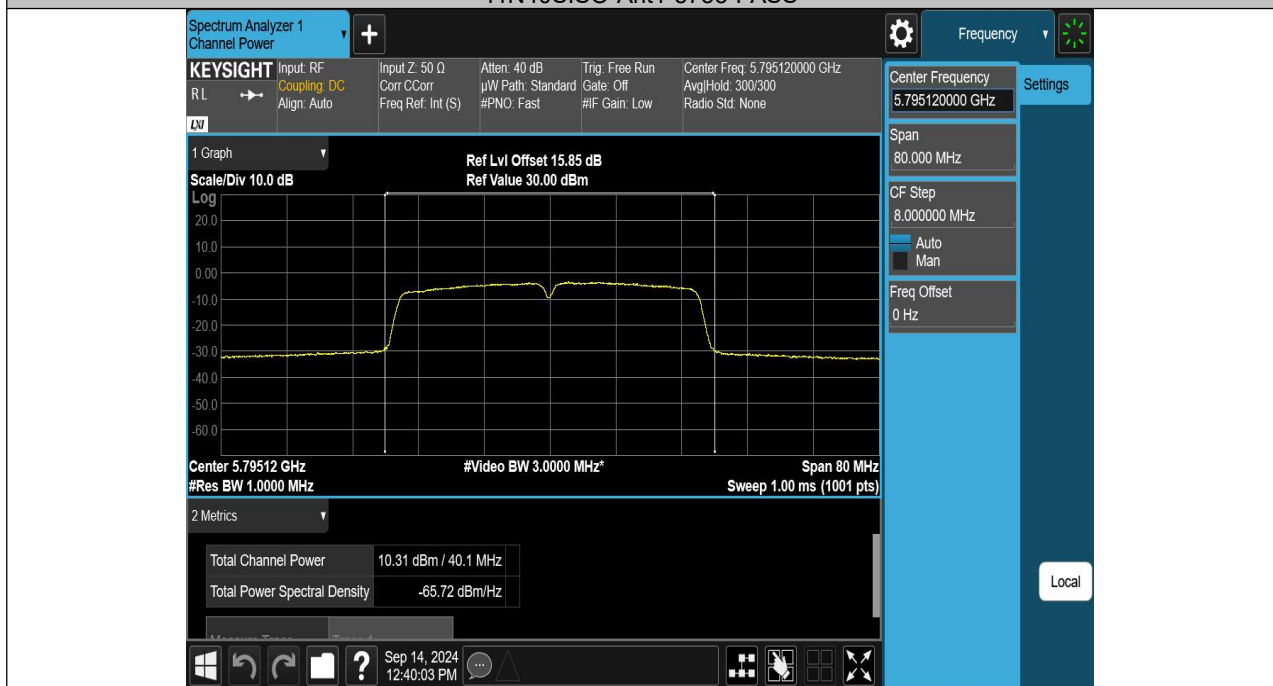 Spectrum Analyzer 1
Channel Power
+
Frequency
KEYSIGHT
RL
LXI
Input: RF
Coupling: DC
Align: Auto
Input Z: 50 Ω
Corr CCorr
Freq Ref: Int (S)
Atten: 40 dB
µW Path: Standard
#PNO: Fast
Trig: Free Run
Gate: Off
#IF Gain: Low
Center Freq: 5.795120000 GHz
Avg|Hold: 300/300
Radio Std: None
Center Frequency
5.795120000 GHz
Settings
Span
80.000 MHz
CF Step
8.000000 MHz
Auto
Man
Freq Offset
0 Hz
Local
1 Graph
Scale/Div 10.0 dB
Ref Lvl Offset 15.85 dB
Ref Value 30.00 dBm
Log
20.0
10.0
0.00
-10.0
-20.0
-30.0
-40.0
-50.0
-60.0
Center 5.79512 GHz
#Video BW 3.0000 MHz*
Span 80 MHz
#Res BW 1.0000 MHz
Sweep 1.00 ms (1001 pts)
2 Metrics
Total Channel Power 10.31 dBm / 40.1 MHz
Total Power Spectral Density -65.72 dBm/Hz
?
Sep 14, 2024
12:40:03 PM